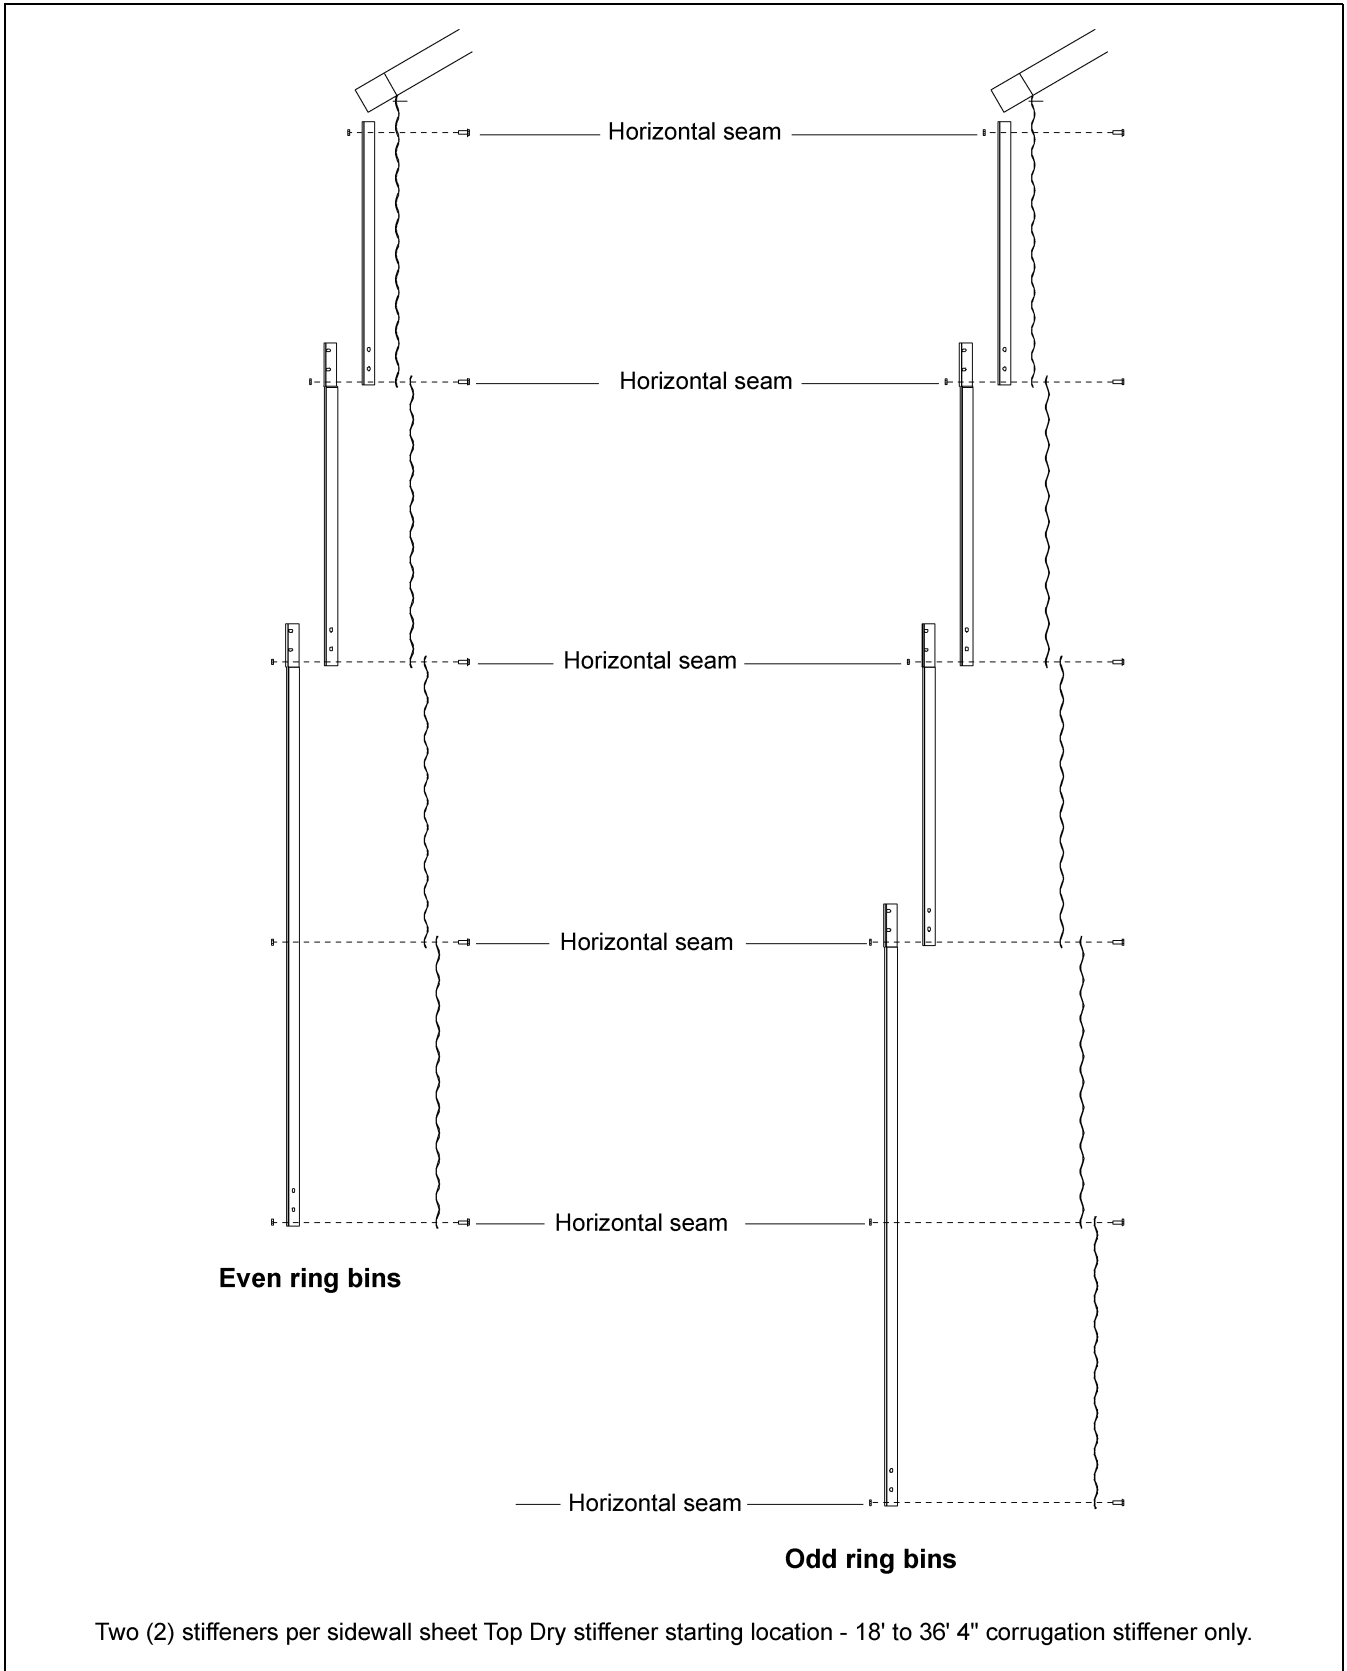 Horizontal seam
Horizontal seam
Horizontal seam
Horizontal seam
Horizontal seam
Even ring bins
Horizontal seam
Odd ring bins
Two (2) stiffeners per sidewall sheet Top Dry stiffener starting location - 18' to 36' 4" corrugation stiffener only.